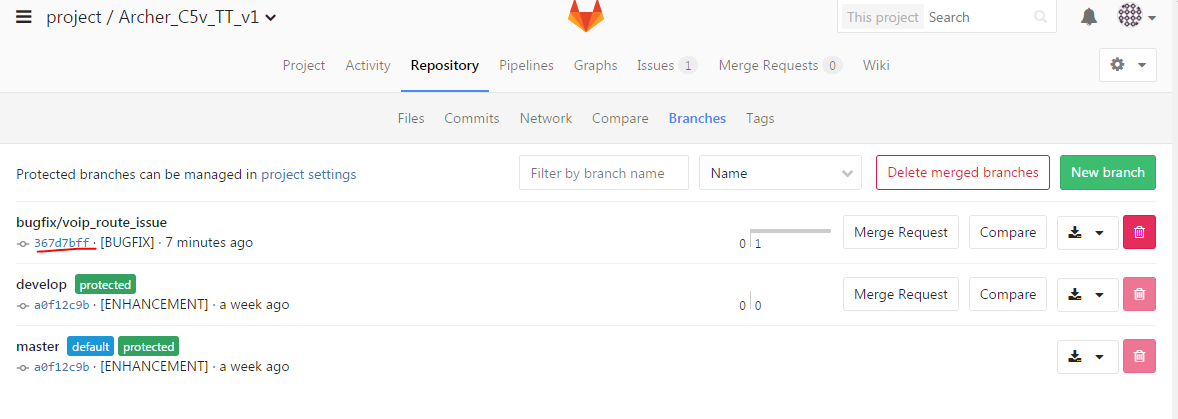 project / Archer_C5v_TT_v1
This project Search
Project Activity Repository Pipelines Graphs Issues 1 Merge Requests 0 Wiki
Files Commits Network Compare Branches Tags
Protected branches can be managed in project settings Filter by branch name Name Delete merged branches New branch
bugfix/voip_route_issue
367d7bff · [BUGFIX] · 7 minutes ago 0 1 Merge Request Compare
develop protected
a0f12c9b · [ENHANCEMENT] · a week ago 0 0 Merge Request Compare
master default protected
a0f12c9b · [ENHANCEMENT] · a week ago